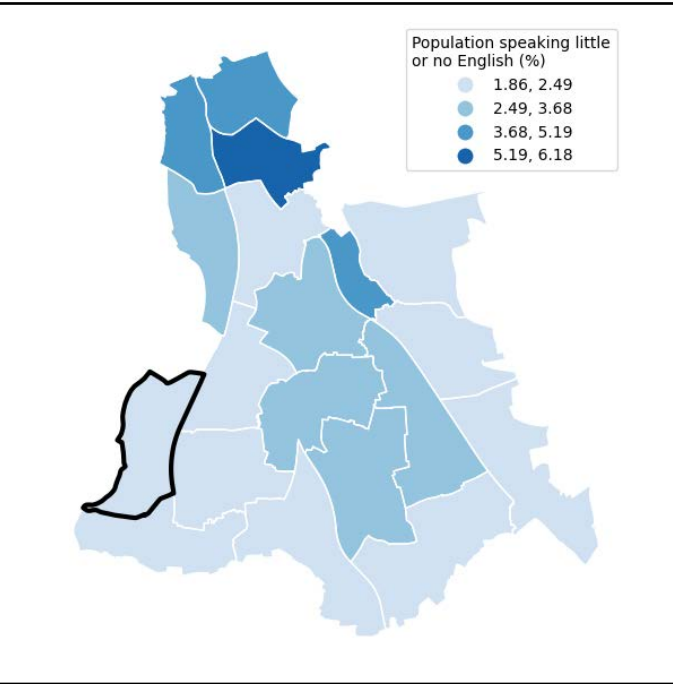 Population speaking little
or no English (%)
1.86, 2.49
2.49, 3.68
3.68, 5.19
5.19, 6.18